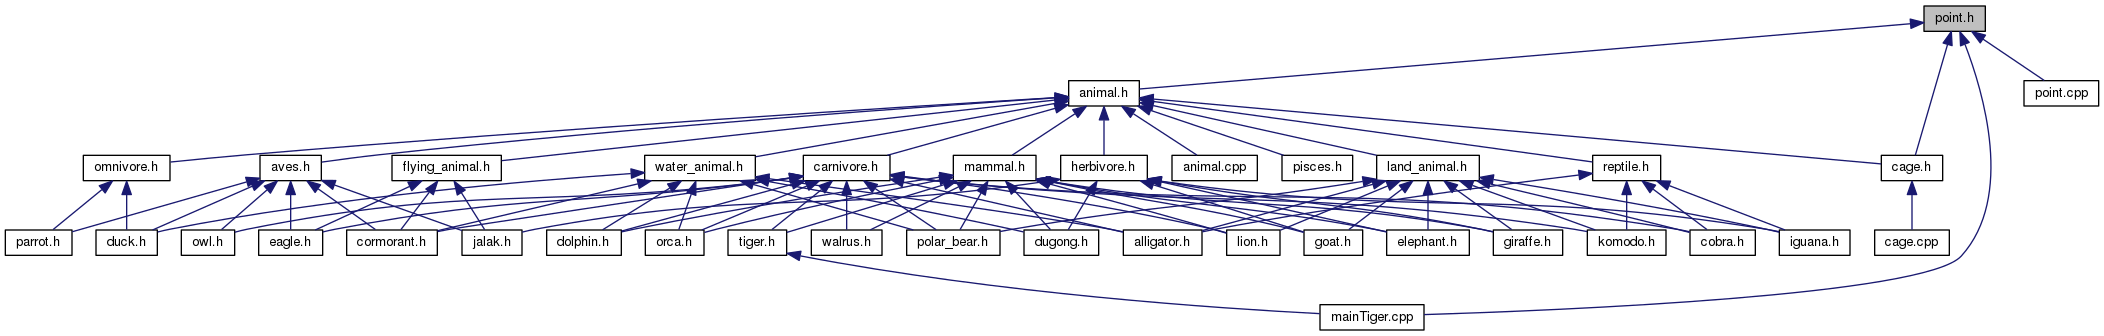 point.h
animal.h
point.cpp
omnivore.h
aves.h
flying_animal.h
water_animal.h
carnivore.h
mammal.h
herbivore.h
animal.cpp
pisces.h
land_animal.h
reptile.h
cage.h
parrot.h
duck.h
owl.h
eagle.h
cormorant.h
jalak.h
dolphin.h
orca.h
tiger.h
walrus.h
polar_bear.h
dugong.h
alligator.h
lion.h
goat.h
elephant.h
giraffe.h
komodo.h
cobra.h
iguana.h
cage.cpp
mainTiger.cpp